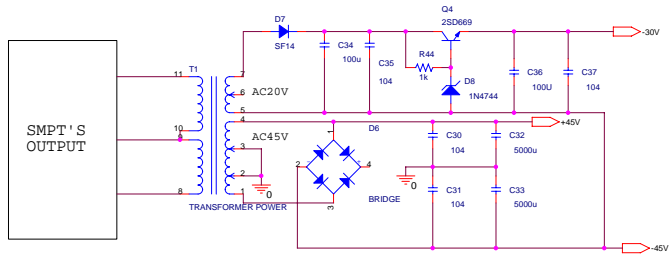 Q4
2SD669
-30V
D7
SF14
C34
100u
C35
104
R44
1k
D8
1N4744
C36
100U
C37
104
SMPT'S
OUTPUT
T1
11
10
9
8
7
6
5
4
3
2
1
AC20V
AC45V
0
TRANSFORMER POWER
D6
1
2
4
3
BRIDGE
0
C30
104
C32
5000u
C31
104
C33
5000u
+45V
-45V